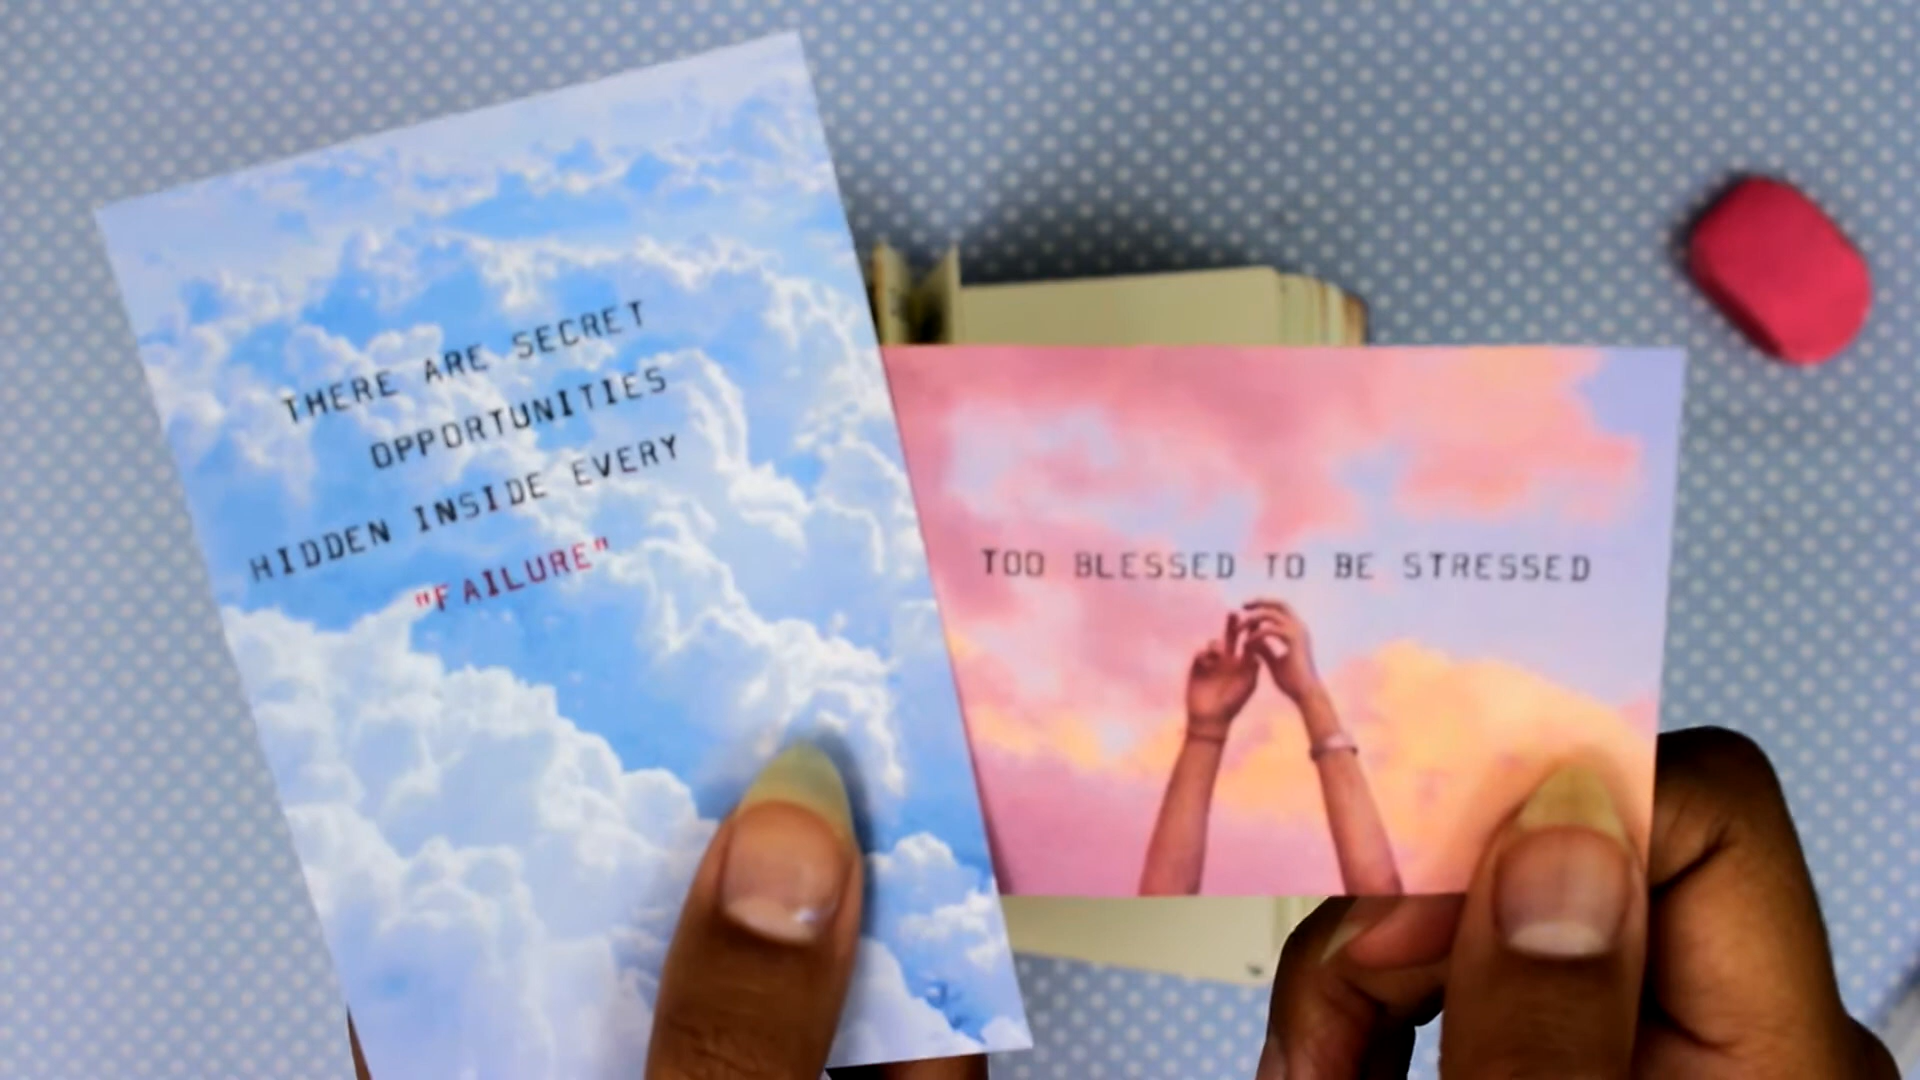 THERE ARE SECRET
OPPORTUNITIES
HIDDEN INSIDE EVERY
"FAILURE"
TOO BLESSED TO BE STRESSED